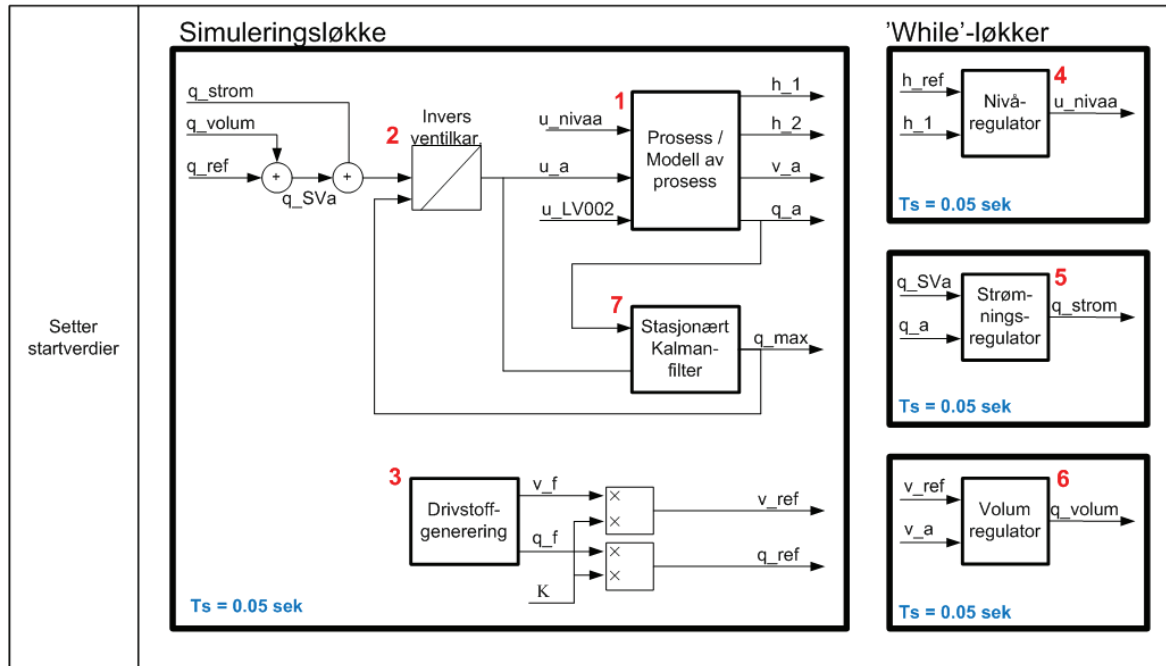 Setter
startverdier
Simuleringsløkke
q_strom
q_volum
q_ref
+
q_SVa
+
2
Invers
ventilkar.
u_nivaa
u_a
u_LV002
1
Prosess /
Modell av
prosess
h_1
h_2
v_a
q_a
7
Stasjonært
Kalman-
filter
q_max
3
Drivstoff-
generering
v_f
q_f
K
×
×
×
×
v_ref
q_ref
Ts = 0.05 sek
'While'-løkker
h_ref
h_1
4
Nivå-
regulator
u_nivaa
Ts = 0.05 sek
q_SVa
q_a
5
Strøm-
nings-
regulator
q_strom
Ts = 0.05 sek
v_ref
v_a
6
Volum
regulator
q_volum
Ts = 0.05 sek